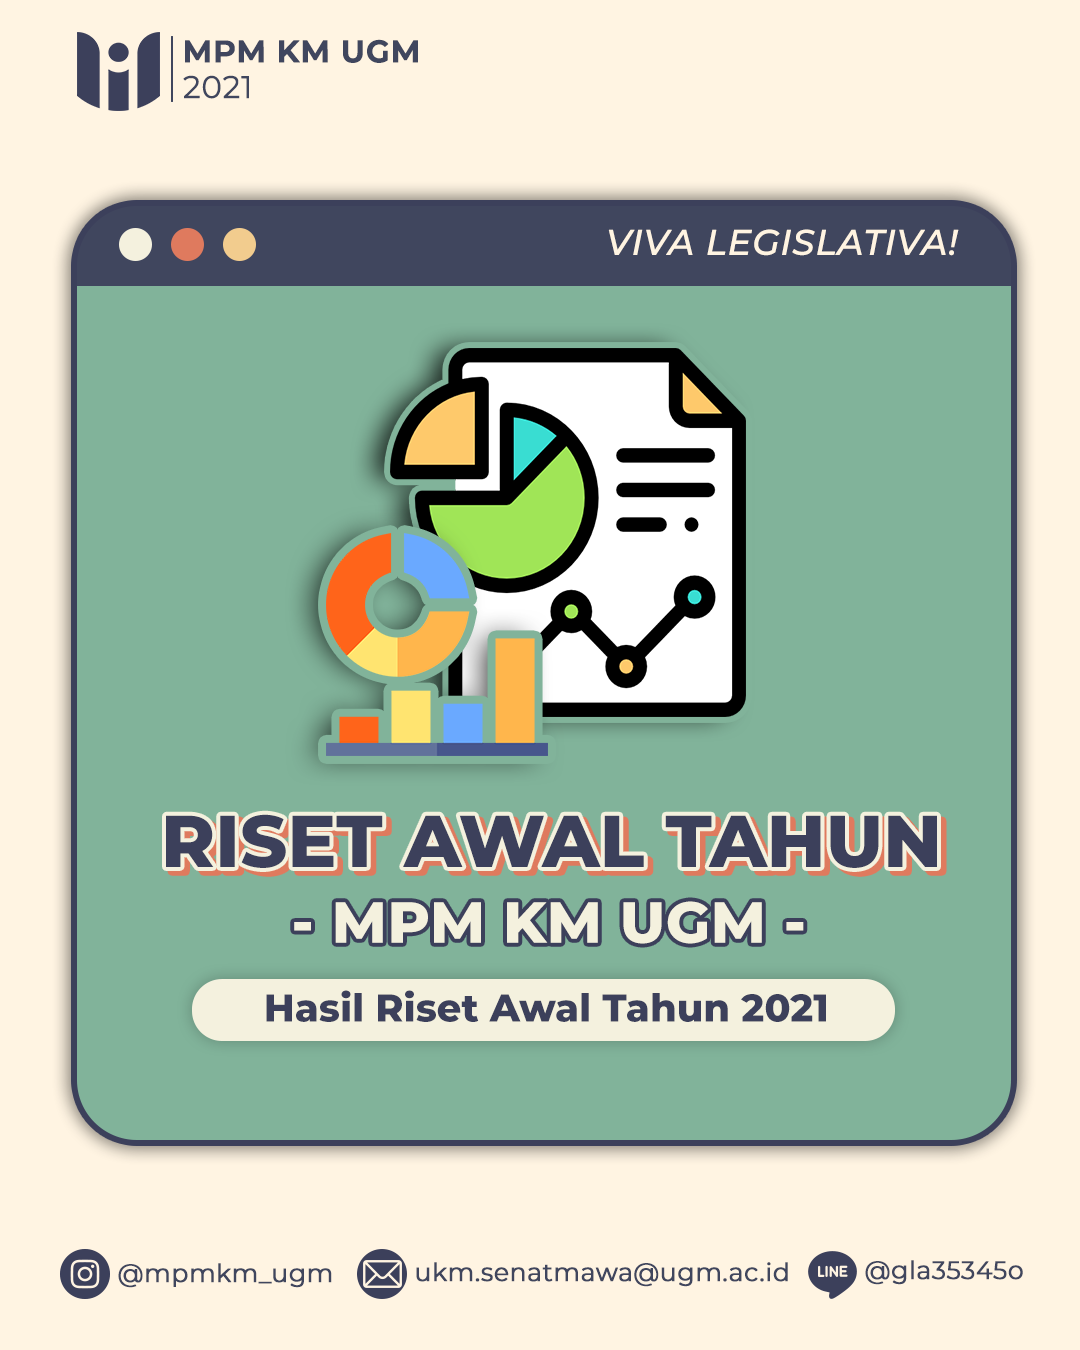 MPM KM UGM
2021
VIVA LEGISLATIVA!
RISET AWAL TAHUN
- MPM KM UGM -
Hasil Riset Awal Tahun 2021
@mpmkm_ugm
ukm.senatmawa@ugm.ac.id
LINE
@gla35345o